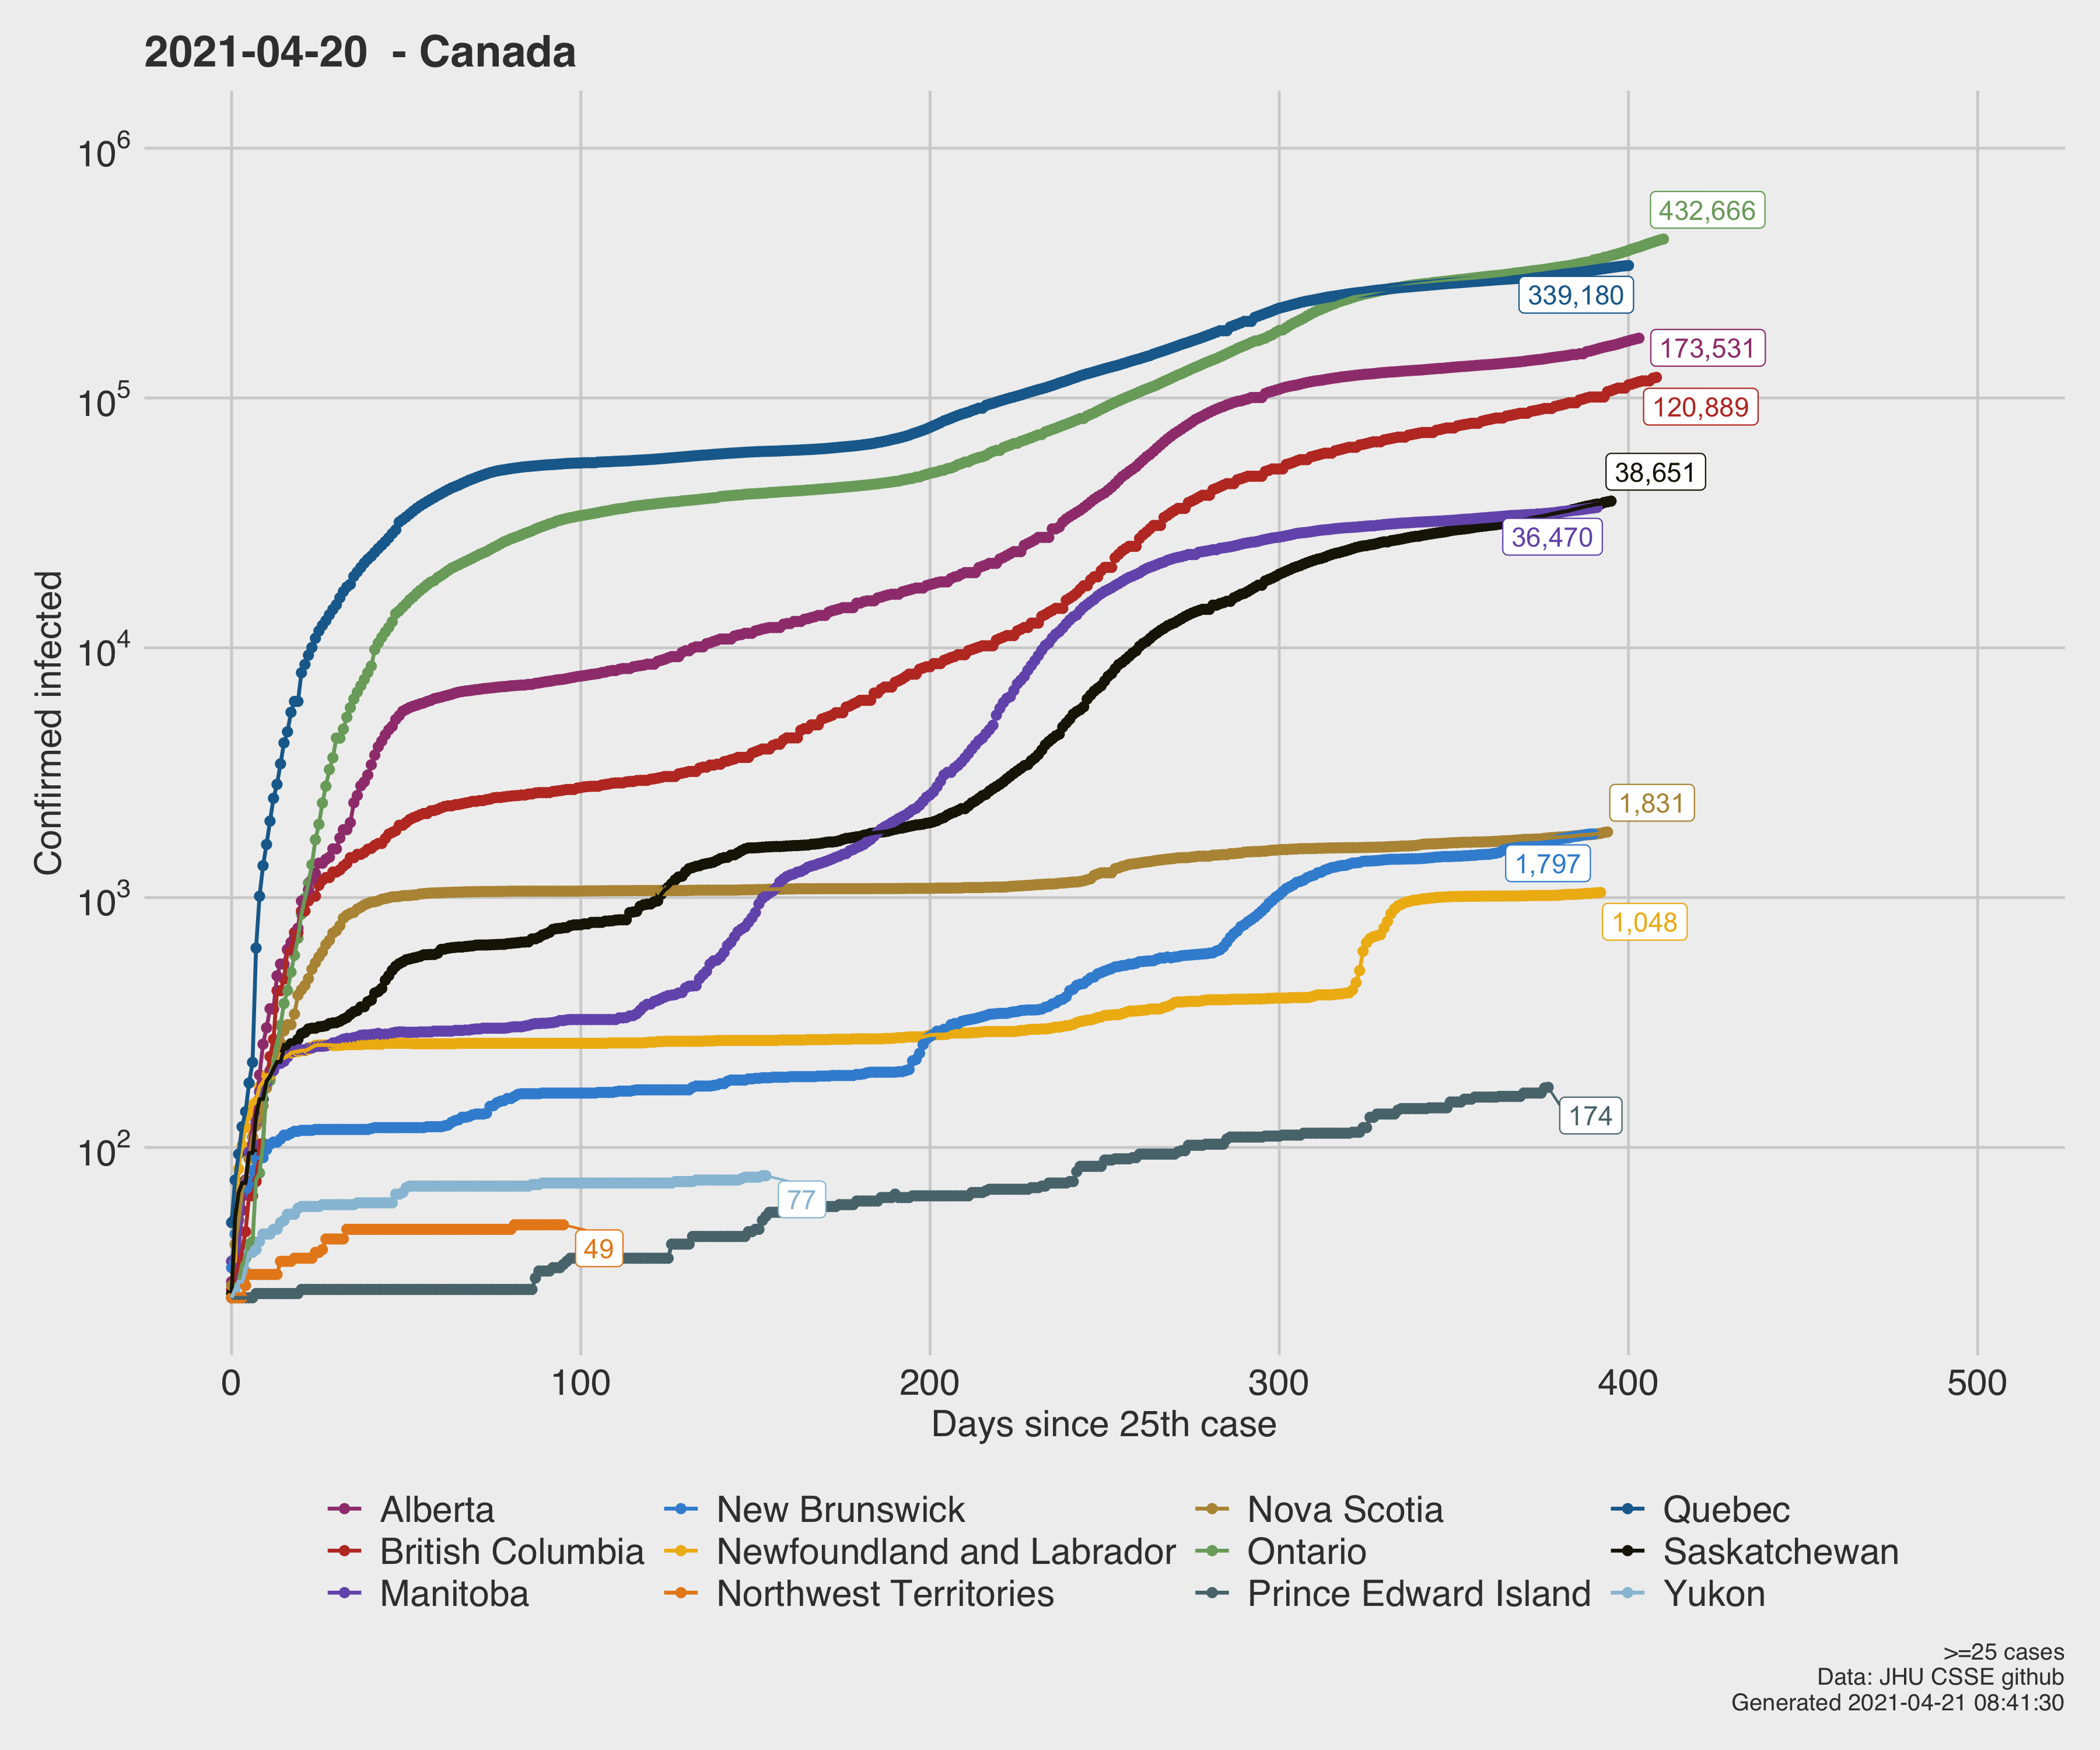 2021-04-20 - Canada
10^6
10^5
10^4
10^3
10^2
Confirmed infected
432,666
339,180
173,531
120,889
38,651
36,470
1,831
1,797
1,048
174
77
49
0 100 200 300 400 500
Days since 25th case
Alberta New Brunswick Nova Scotia Quebec
British Columbia Newfoundland and Labrador Ontario Saskatchewan
Manitoba Northwest Territories Prince Edward Island Yukon
>=25 cases
Data: JHU CSSE github
Generated 2021-04-21 08:41:30